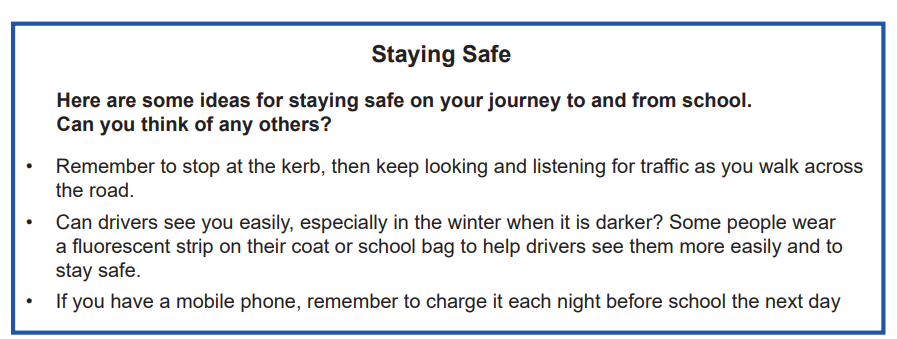 Staying Safe
Here are some ideas for staying safe on your journey to and from school.
Can you think of any others?
• Remember to stop at the kerb, then keep looking and listening for traffic as you walk across
the road.
• Can drivers see you easily, especially in the winter when it is darker? Some people wear
a fluorescent strip on their coat or school bag to help drivers see them more easily and to
stay safe.
• If you have a mobile phone, remember to charge it each night before school the next day